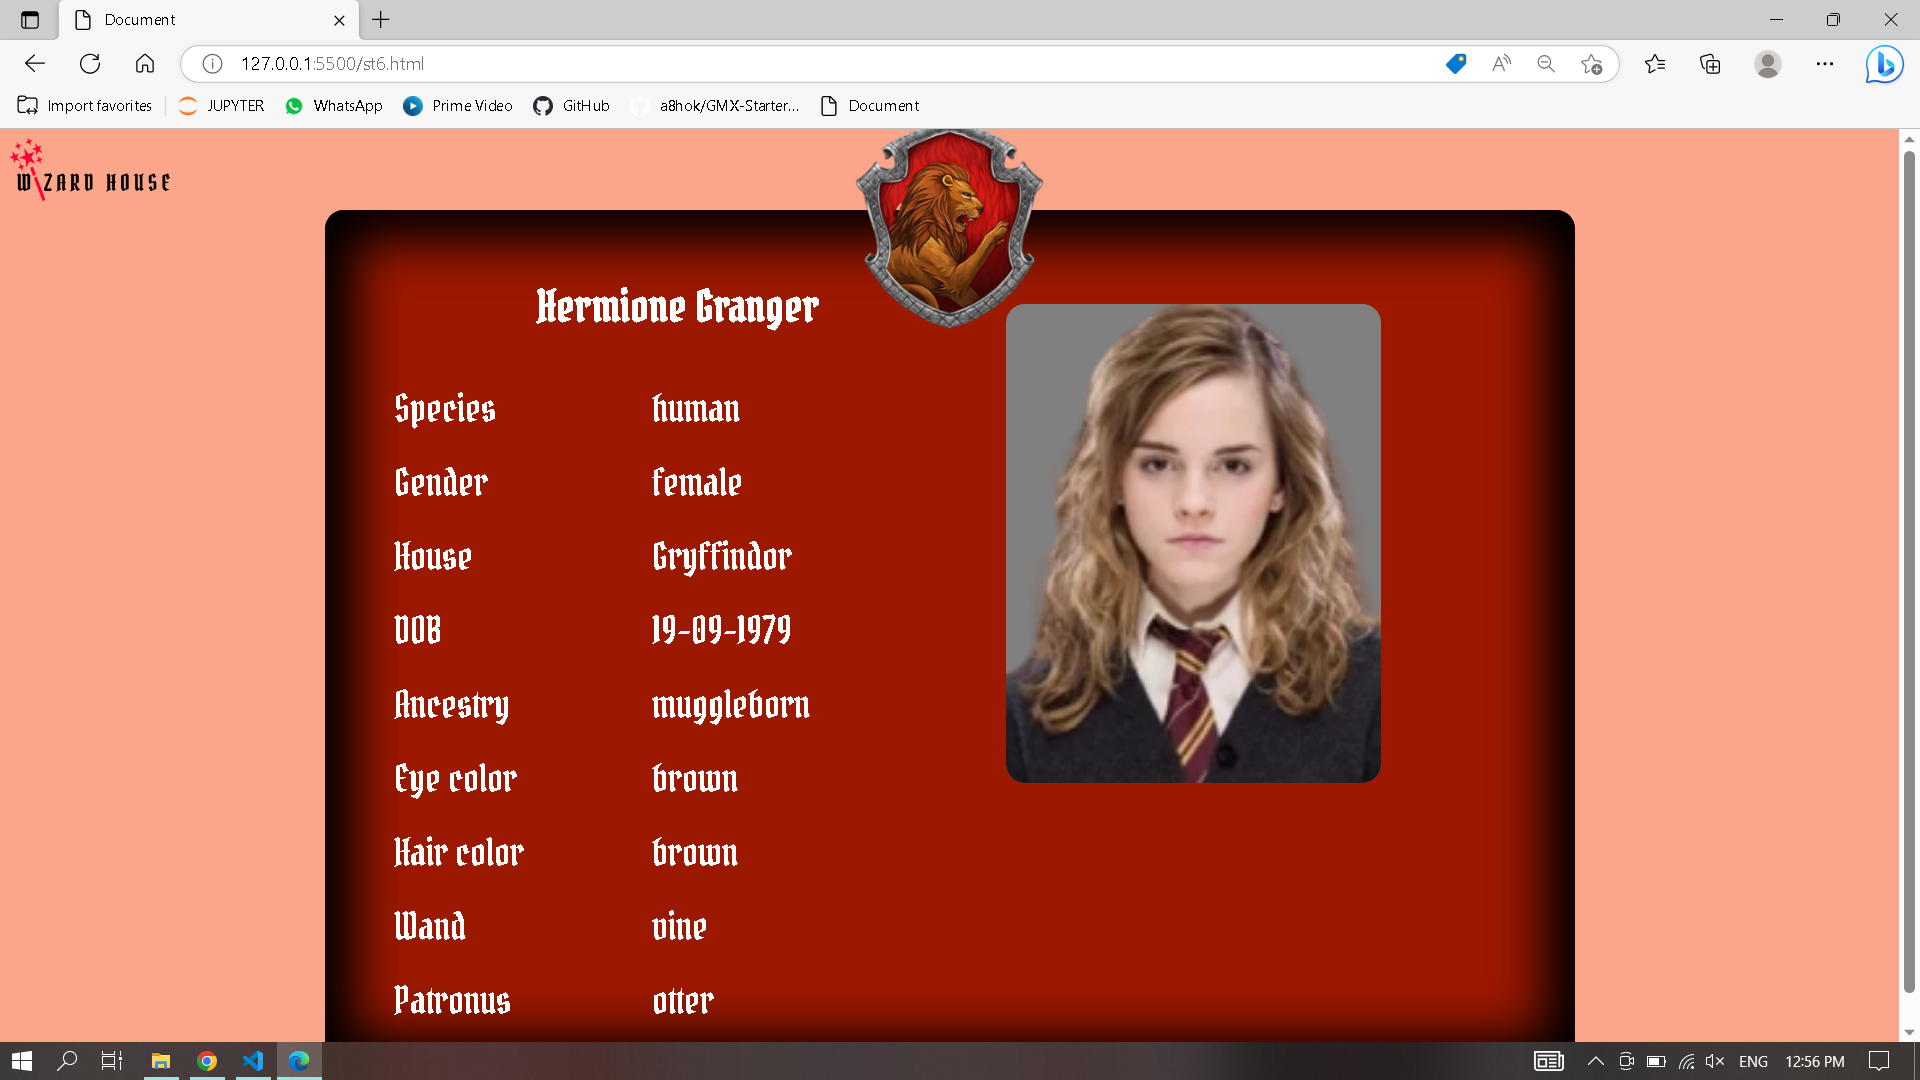 Document
127.0.0.1:5500/st6.html
Import favorites JUPYTER WhatsApp Prime Video GitHub a8hok/GMX-Starter... Document
WIZARD HOUSE
Hermione Granger
Species human
Gender female
House Gryffindor
DOB 19-09-1979
Ancestry muggleborn
Eye color brown
Hair color brown
Wand vine
Patronus otter
ENG 12:56 PM